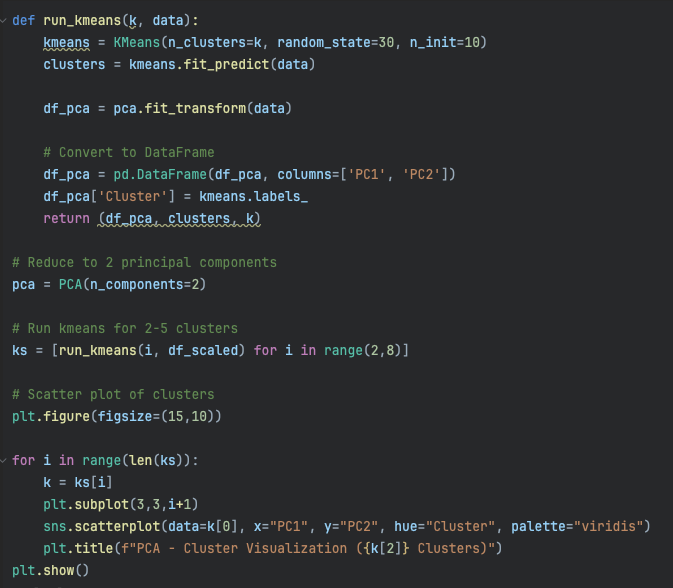 def run_kmeans(k, data):
    kmeans = KMeans(n_clusters=k, random_state=30, n_init=10)
    clusters = kmeans.fit_predict(data)

    df_pca = pca.fit_transform(data)

    # Convert to DataFrame
    df_pca = pd.DataFrame(df_pca, columns=['PC1', 'PC2'])
    df_pca['Cluster'] = kmeans.labels_
    return (df_pca, clusters, k)

# Reduce to 2 principal components
pca = PCA(n_components=2)

# Run kmeans for 2-5 clusters
ks = [run_kmeans(i, df_scaled) for i in range(2,8)]

# Scatter plot of clusters
plt.figure(figsize=(15,10))

for i in range(len(ks)):
    k = ks[i]
    plt.subplot(3,3,i+1)
    sns.scatterplot(data=k[0], x="PC1", y="PC2", hue="Cluster", palette="viridis")
    plt.title(f"PCA - Cluster Visualization ({k[2]} Clusters)")
plt.show()